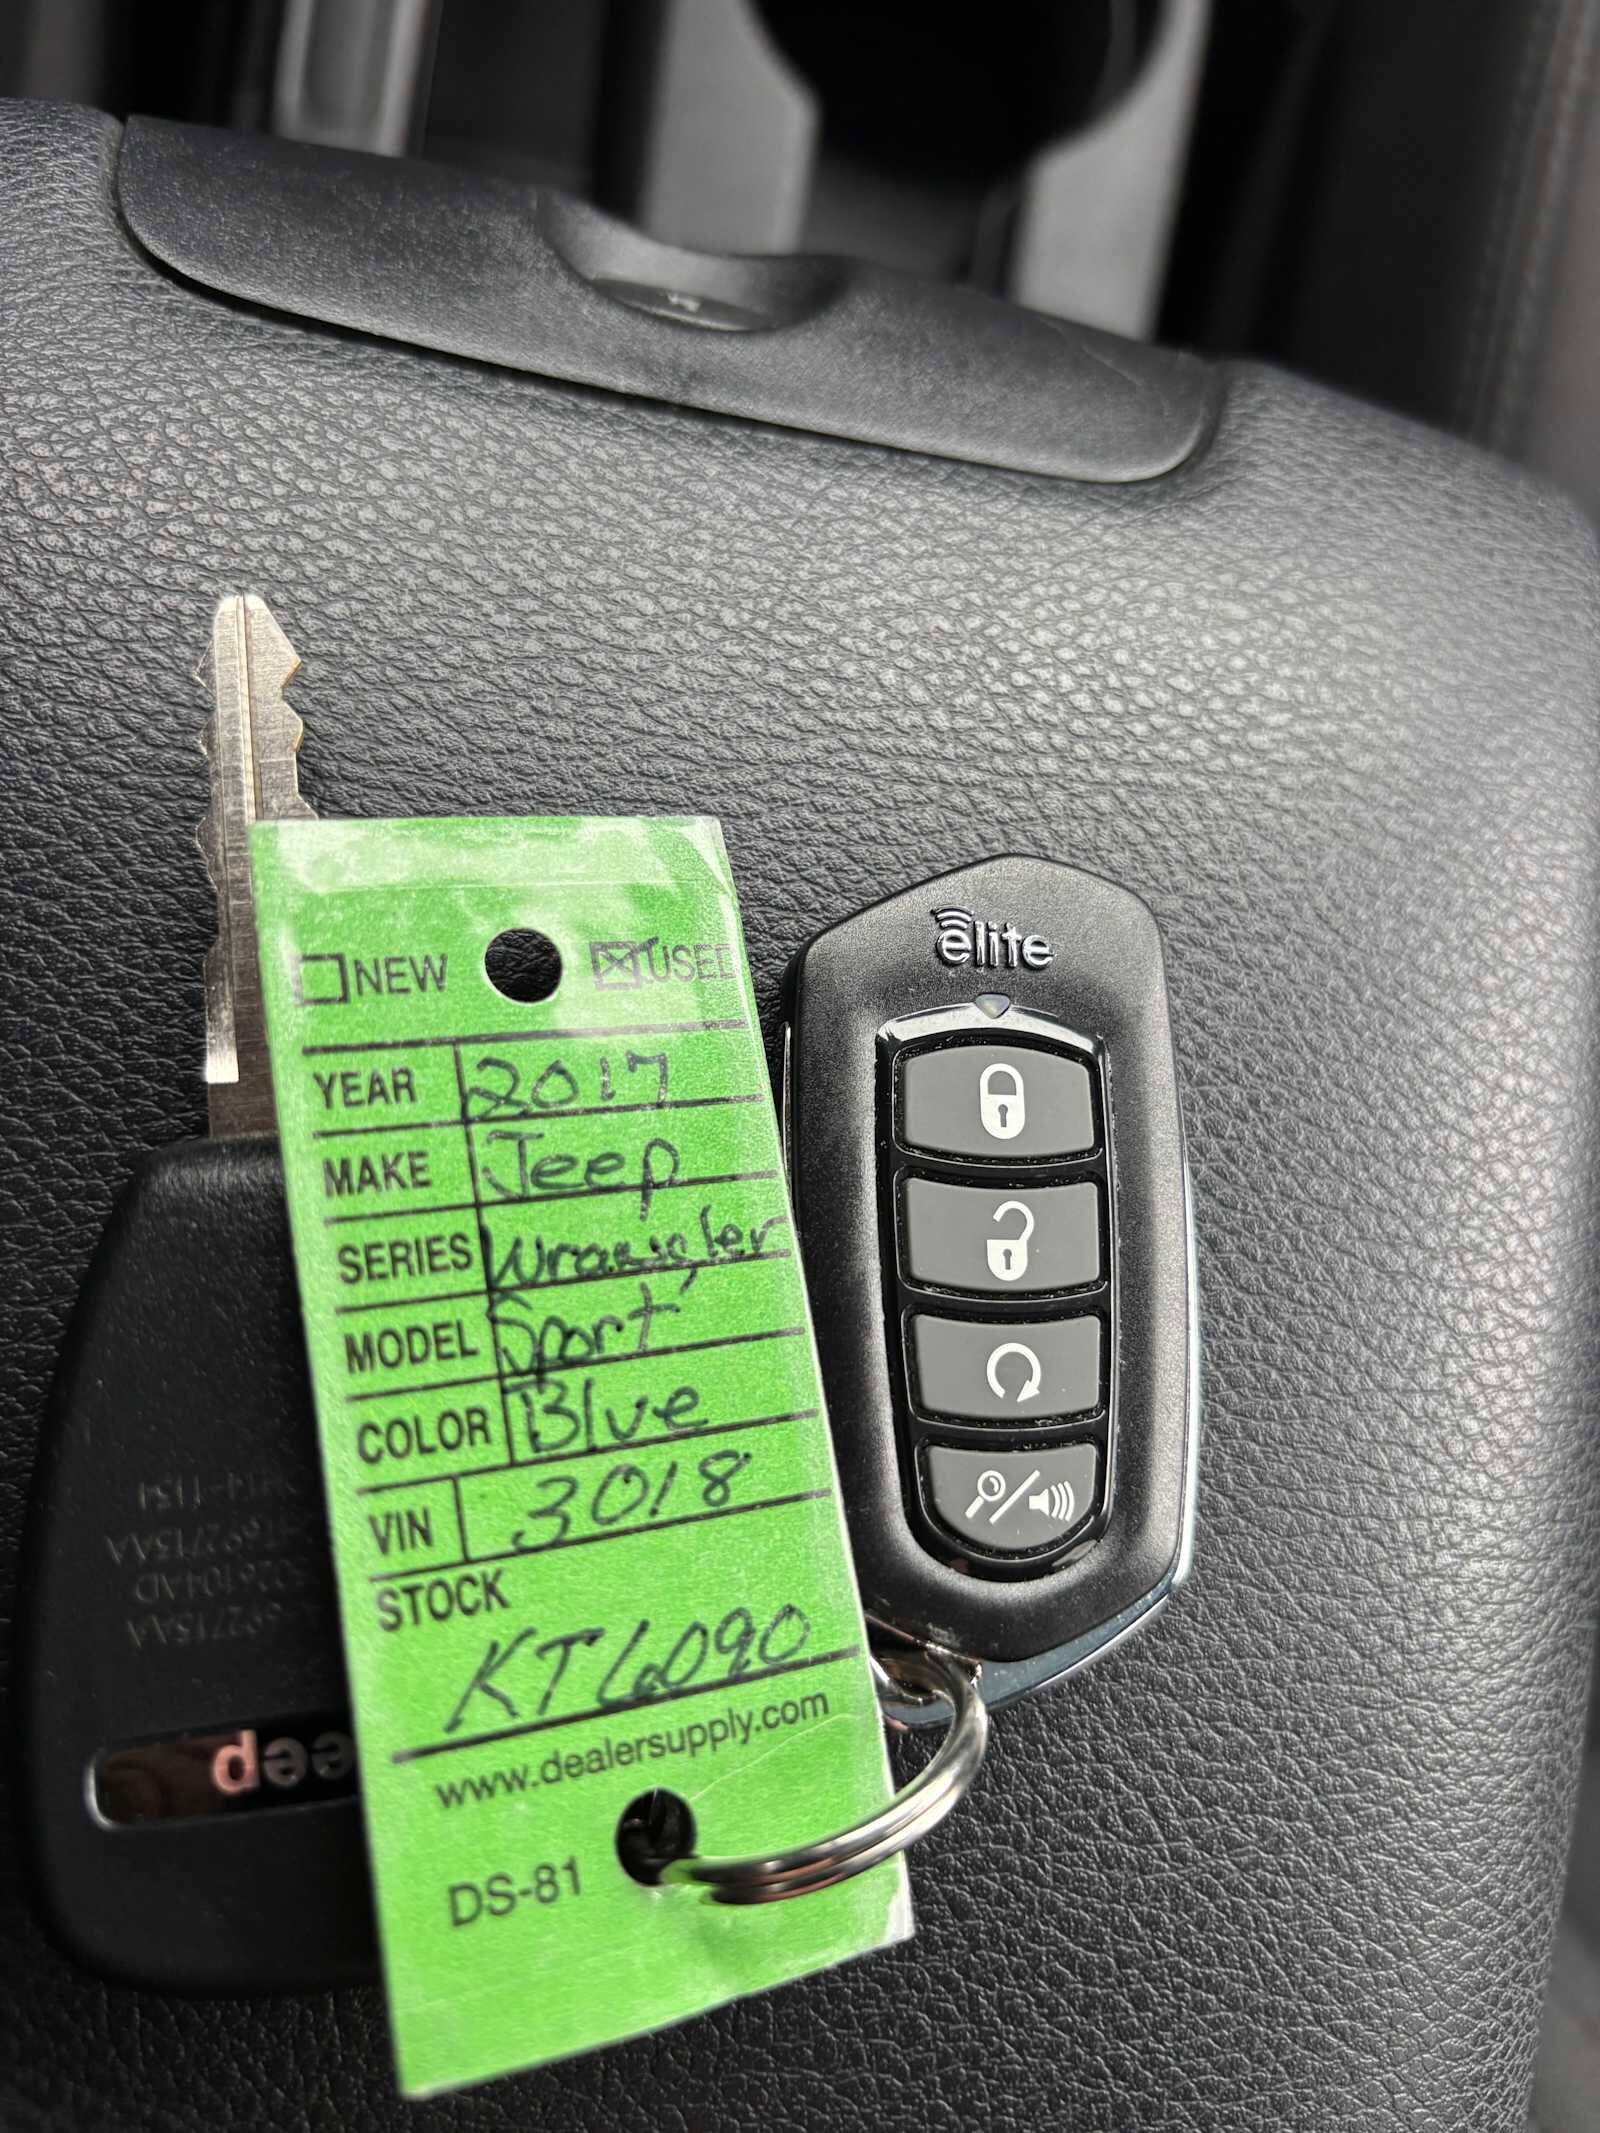 NEW USED
YEAR 2017
MAKE Jeep
SERIES Wrangler
MODEL Sport
COLOR Blue
VIN 3018
STOCK
KT6090
www.dealersupply.com
DS-81
elite
692715AA